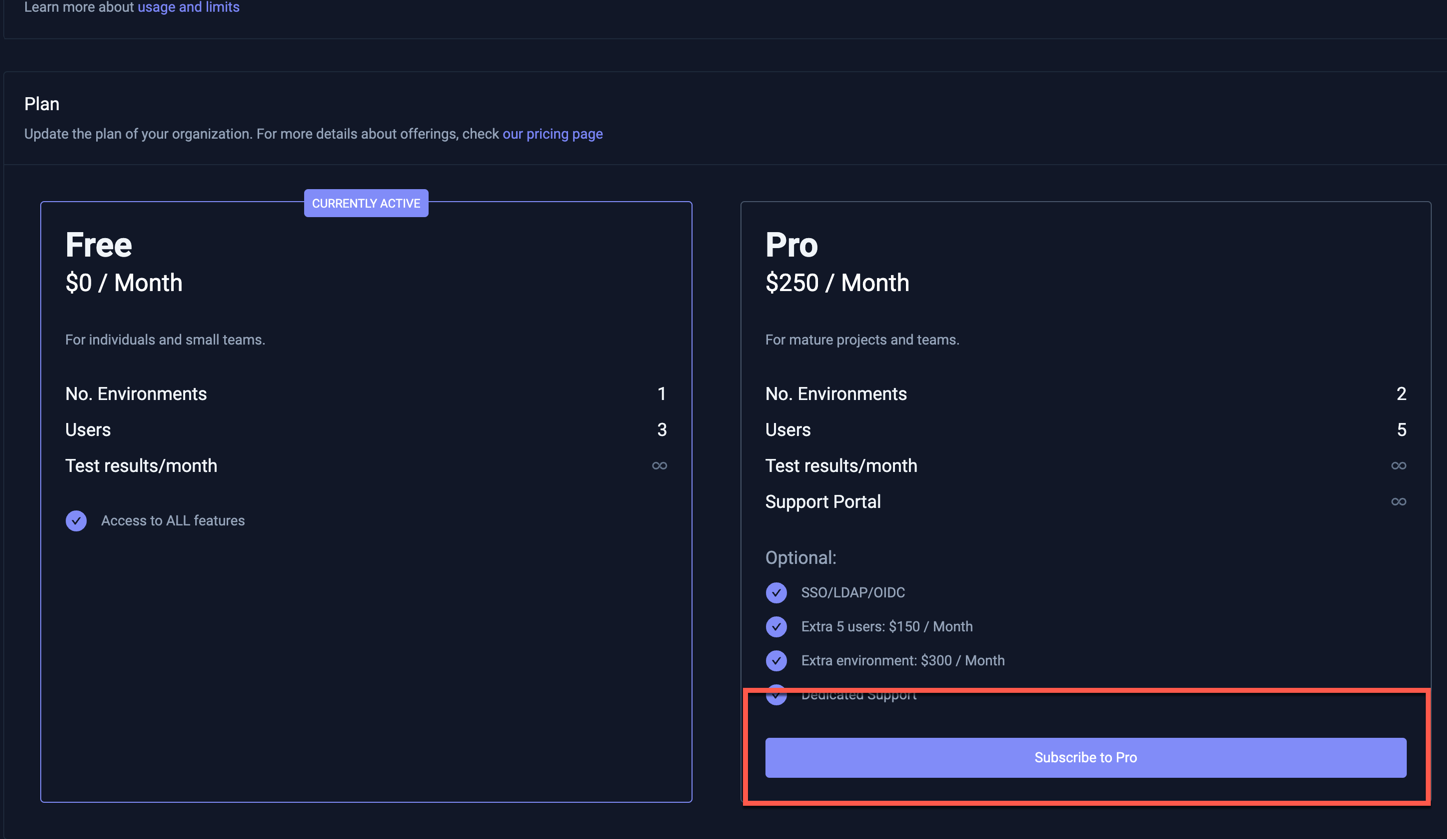 Learn more about usage and limits
Plan
Update the plan of your organization. For more details about offerings, check our pricing page
CURRENTLY ACTIVE
Free
$0 / Month
For individuals and small teams.
No. Environments 1
Users 3
Test results/month ∞
Access to ALL features
Pro
$250 / Month
For mature projects and teams.
No. Environments 2
Users 5
Test results/month ∞
Support Portal ∞
Optional:
SSO/LDAP/OIDC
Extra 5 users: $150 / Month
Extra environment: $300 / Month
Dedicated Support
Subscribe to Pro